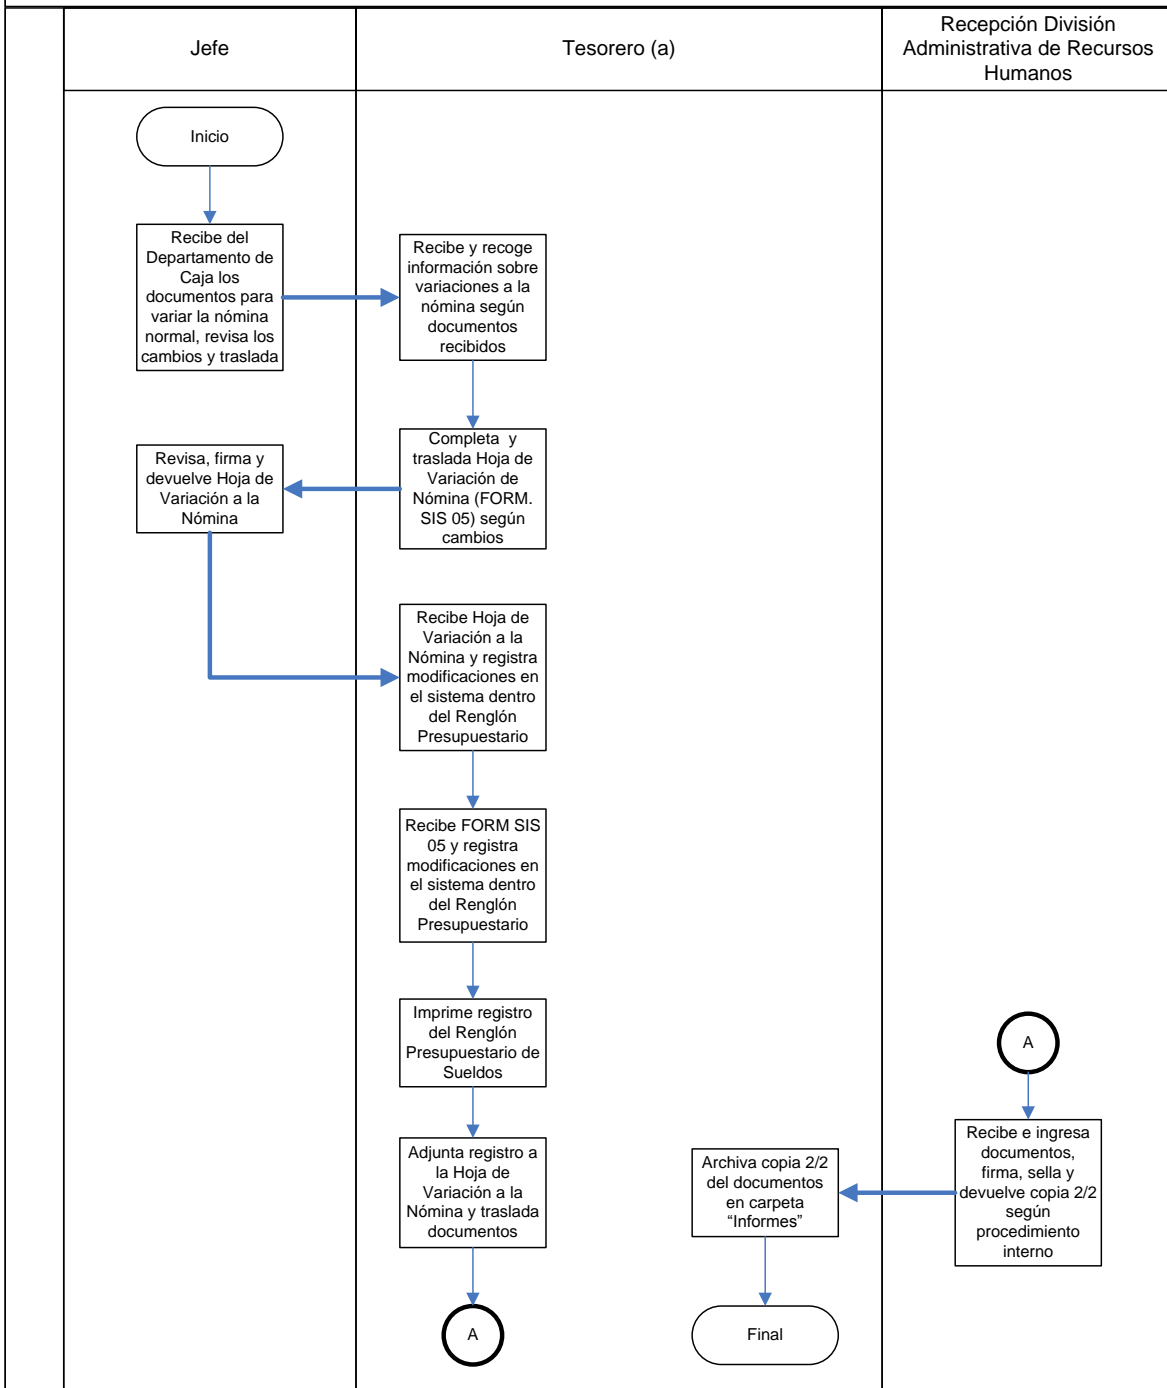 Jefe
Tesorero (a)
Recepción División
Administrativa de Recursos
Humanos
Inicio
Recibe del
Departamento de
Caja los
documentos para
variar la nómina
normal, revisa los
cambios y traslada
Recibe y recoge
información sobre
variaciones a la
nómina según
documentos
recibidos
Completa y
traslada Hoja de
Variación de
Nómina (FORM.
SIS 05) según
cambios
Revisa, firma y
devuelve Hoja de
Variación a la
Nómina
Recibe Hoja de
Variación a la
Nómina y registra
modificaciones en
el sistema dentro
del Renglón
Presupuestario
Recibe FORM SIS
05 y registra
modificaciones en
el sistema dentro
del Renglón
Presupuestario
Imprime registro
del Renglón
Presupuestario de
Sueldos
Adjunta registro a
la Hoja de
Variación a la
Nómina y traslada
documentos
A
A
Recibe e ingresa
documentos,
firma, sella y
devuelve copia 2/2
según
procedimiento
interno
Archiva copia 2/2
del documentos
en carpeta
“Informes”
Final